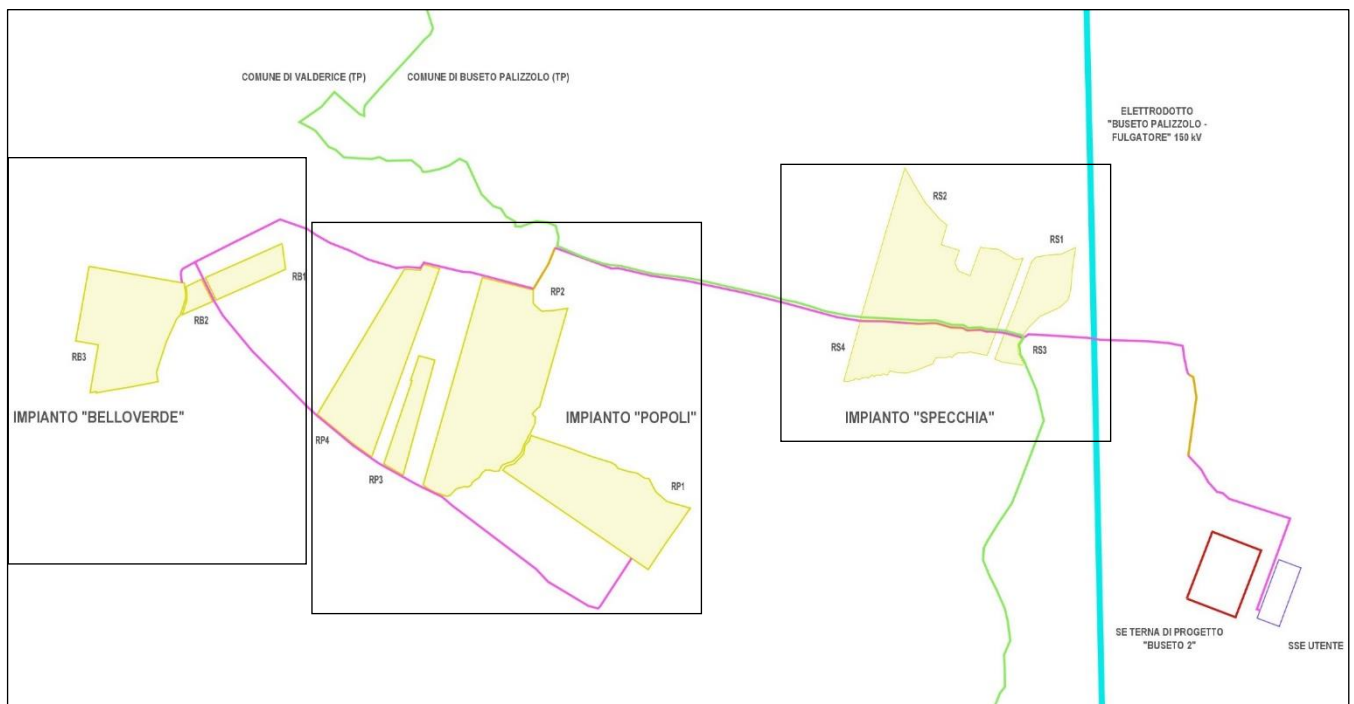 COMUNE DI VALDERICE (TP)
COMUNE DI BUSETO PALIZZOLO (TP)
ELETTRODOTTO
"BUSETO PALIZZOLO -
FULGATORE" 150 kV
RS2
RS1
RB1
RP2
RB2
RS4
RS3
RB3
IMPIANTO "BELLOVERDE"
IMPIANTO "POPOLI"
IMPIANTO "SPECCHIA"
RP4
RP3
RP1
SE TERNA DI PROGETTO
"BUSETO 2"
SSE UTENTE